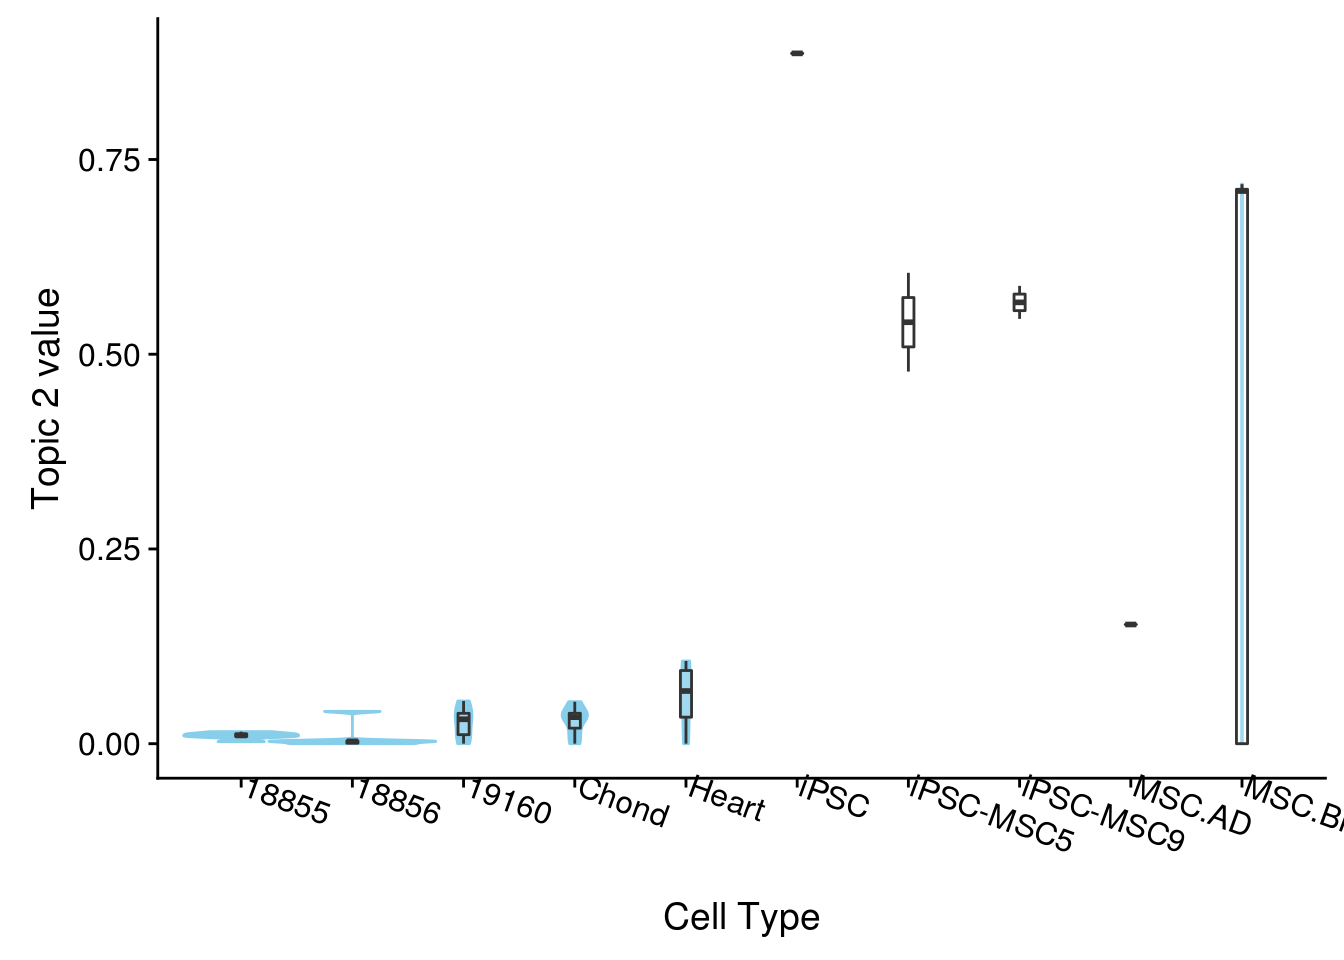 Topic 2 value
0.75
0.50
0.25
0.00
18855
18856
19160
Chond
Heart
iPSC
iPSC-MSC5
iPSC-MSC9
MSC.AD
Cell Type